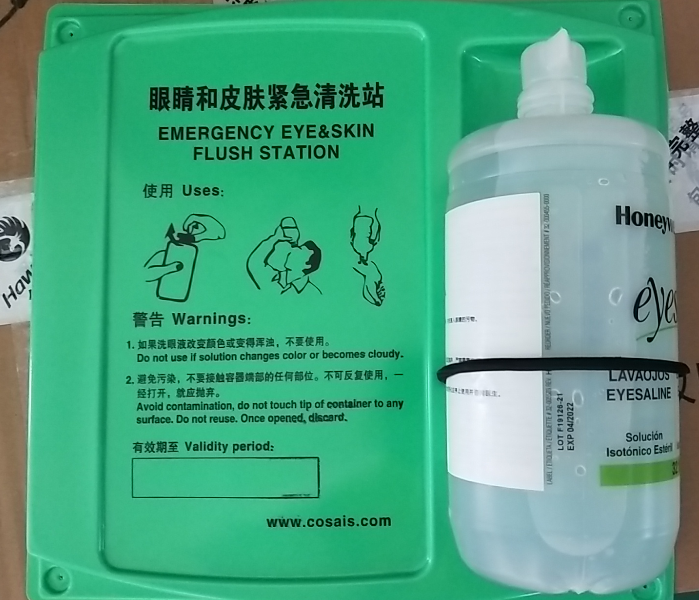 眼睛和皮肤紧急清洗站
EMERGENCY EYE&SKIN
FLUSH STATION
使用 Uses:
警告 Warnings:
1. 如果洗眼液改变颜色或变得浑浊，不要使用。
Do not use if solution changes color or becomes cloudy.
2. 避免污染，不要接触容器端部的任何部位。不可反复使用，一
经打开，就应抛弃。
Avoid contamination, do not touch tip of container to any
surface. Do not reuse. Once opened, discard.
有效期至 Validity period:
www.cosais.com
Honeyw
eyes
LAVAOJOS
EYESALINE
Solución
Isotónico Estéril
LOT F19126-21
EXP 04/2022
Haw
完整